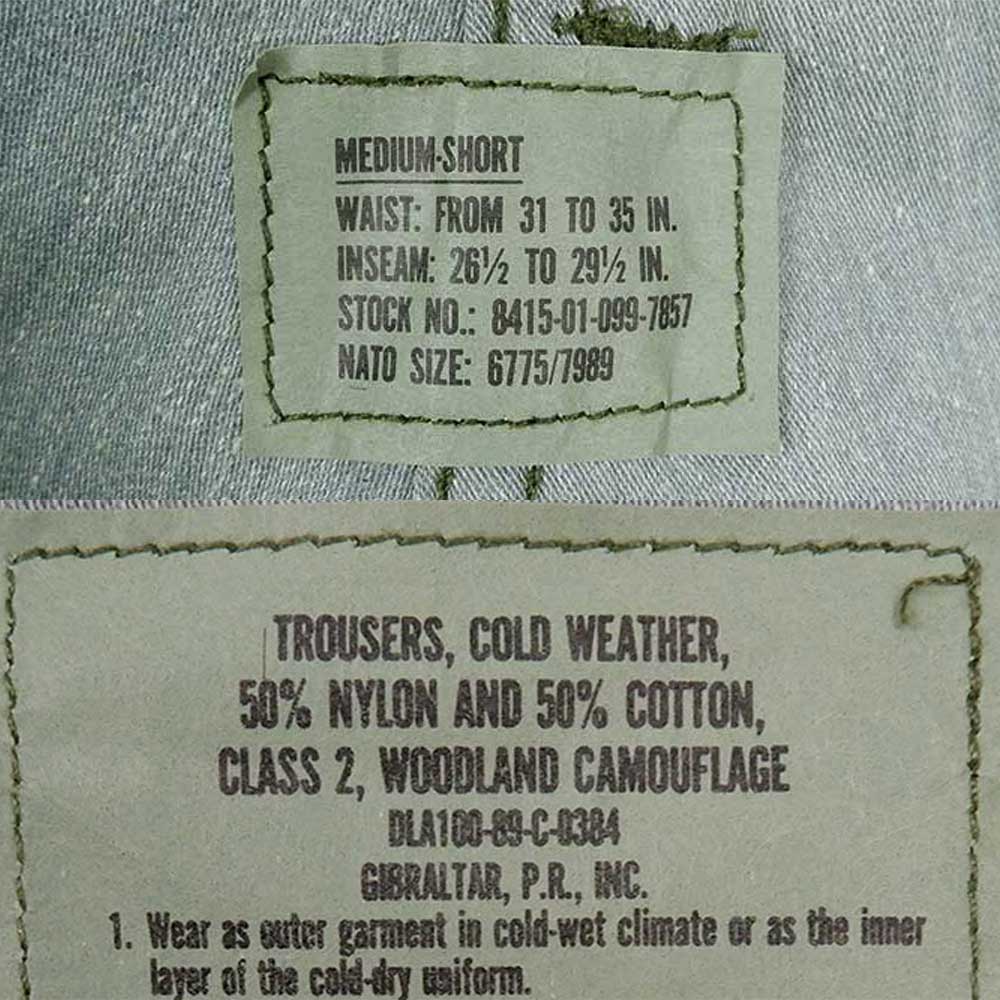 MEDIUM-SHORT
WAIST: FROM 31 TO 35 IN.
INSEAM: 26½ TO 29½ IN.
STOCK NO.: 8415-01-099-7857
NATO SIZE: 6775/7989
TROUSERS, COLD WEATHER,
50% NYLON AND 50% COTTON,
CLASS 2, WOODLAND CAMOUFLAGE
DLA100-89-C-0384
GIBRALTAR, P.R., INC.
1. Wear as outer garment in cold-wet climate or as the inner
layer of the cold-dry uniform.